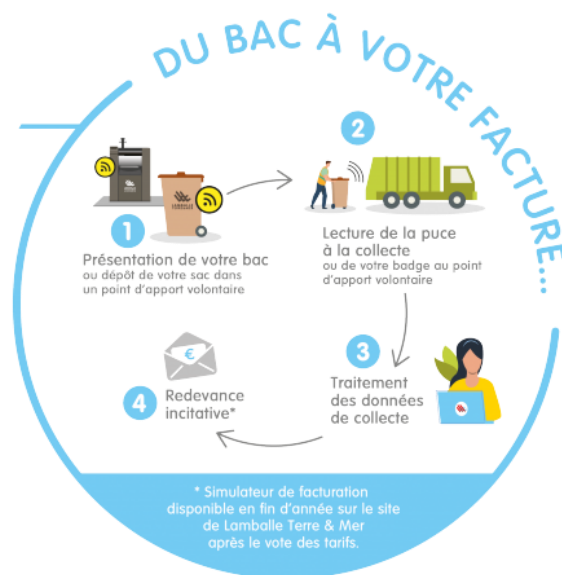 DU BAC À VOTRE FACTURE...
1
Présentation de votre bac
ou dépôt de votre sac dans
un point d'apport volontaire
2
Lecture de la puce
à la collecte
ou de votre badge au point
d'apport volontaire
3
Traitement
des données
de collecte
€
4
Redevance
incitative*
* Simulateur de facturation
disponible en fin d'année sur le site
de Lamballe Terre & Mer
après le vote des tarifs.